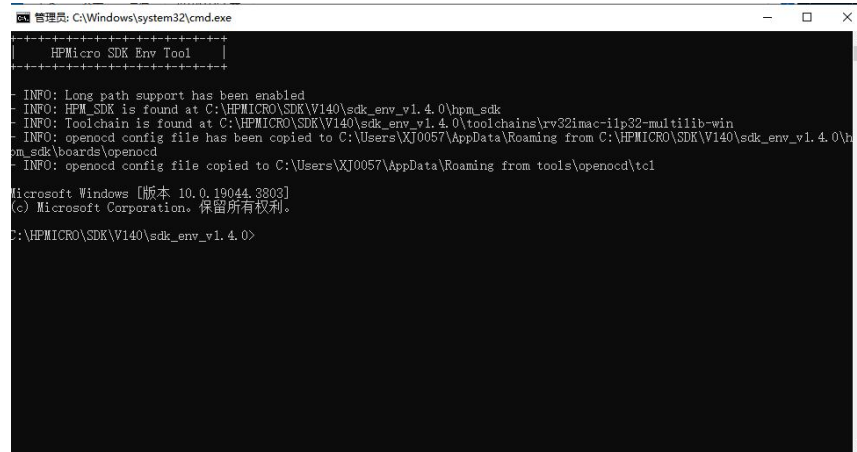 管理员: C:\Windows\system32\cmd.exe
+-+-+-+-+-+-+-+-+-+-+-+-+-+-+-+
|     HPMicro SDK Env Tool     |
+-+-+-+-+-+-+-+-+-+-+-+-+-+-+-+
- INFO: Long path support has been enabled
- INFO: HPM_SDK is found at C:\HPMICRO\SDK\V140\sdk_env_v1.4.0\hpm_sdk
- INFO: Toolchain is found at C:\HPMICRO\SDK\V140\sdk_env_v1.4.0\toolchains\rv32imac-ilp32-multilib-win
- INFO: openocd config file has been copied to C:\Users\XJ0057\AppData\Roaming from C:\HPMICRO\SDK\V140\sdk_env_v1.4.0\h
pm_sdk\boards\openocd
- INFO: openocd config file copied to C:\Users\XJ0057\AppData\Roaming from tools\openocd\tcl
Microsoft Windows [版本 10.0.19044.3803]
(c) Microsoft Corporation。保留所有权利。
C:\HPMICRO\SDK\V140\sdk_env_v1.4.0>